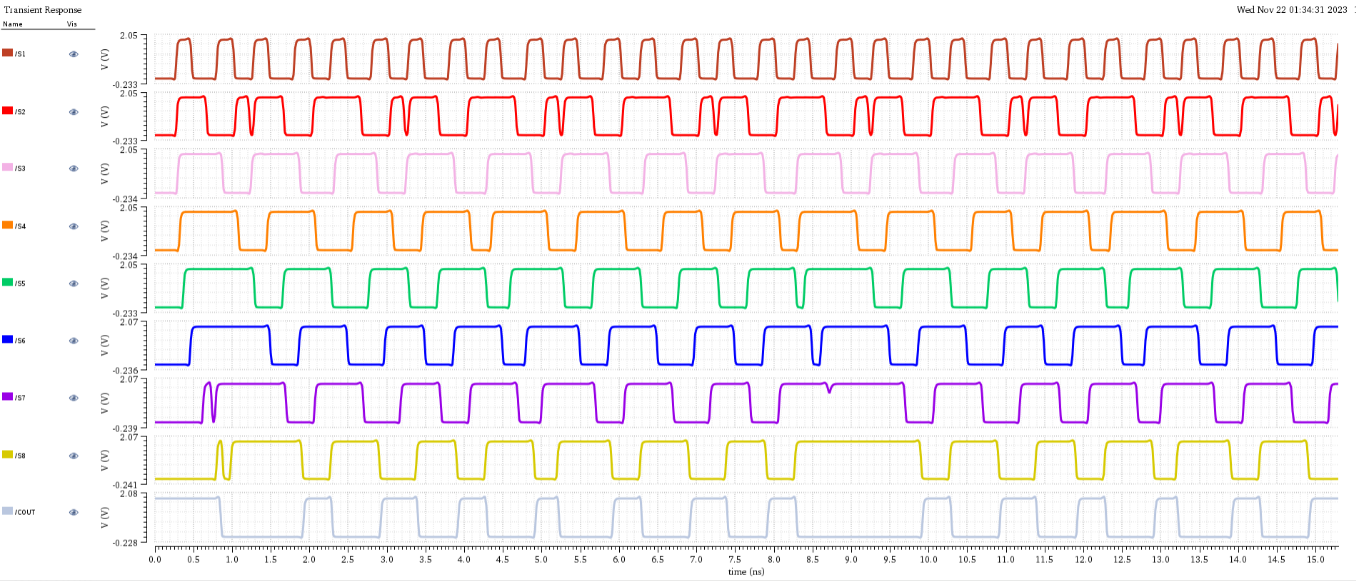 Transient Response
Wed Nov 22 01:34:31 2023
Name Vis
/S1
2.05
V (V)
-0.233
/S2
2.05
V (V)
-0.233
/S3
2.05
V (V)
-0.234
/S4
2.05
V (V)
-0.234
/S5
2.05
V (V)
-0.233
/S6
2.07
V (V)
-0.236
/S7
2.07
V (V)
-0.239
/S8
2.07
V (V)
-0.241
/COUT
2.08
V (V)
-0.228
0.0 0.5 1.0 1.5 2.0 2.5 3.0 3.5 4.0 4.5 5.0 5.5 6.0 6.5 7.0 7.5 8.0 8.5 9.0 9.5 10.0 10.5 11.0 11.5 12.0 12.5 13.0 13.5 14.0 14.5 15.0
time (ns)